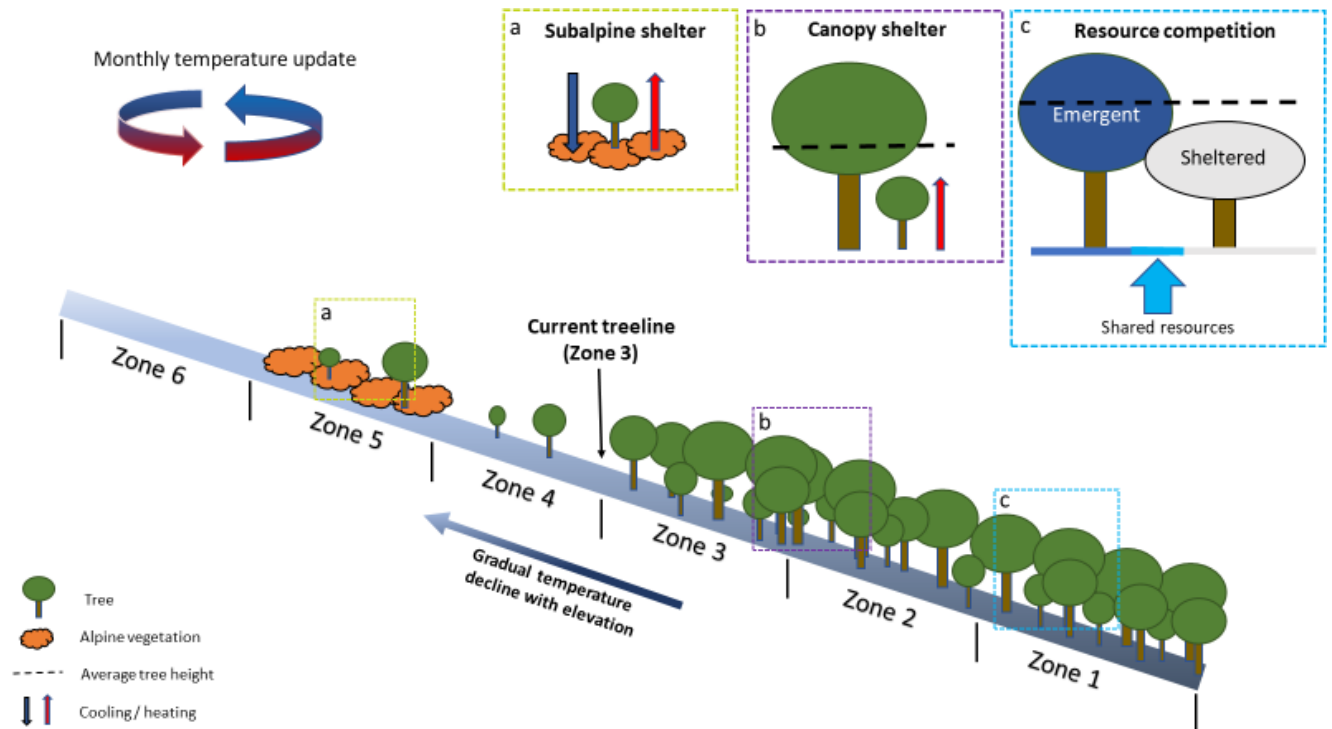 Monthly temperature update
a
Subalpine shelter
b
Canopy shelter
c
Resource competition
Emergent
Sheltered
Shared resources
a
Current treeline
(Zone 3)
b
c
Zone 6
Zone 5
Zone 4
Zone 3
Zone 2
Zone 1
Gradual temperature
decline with elevation
Tree
Alpine vegetation
Average tree height
Cooling / heating